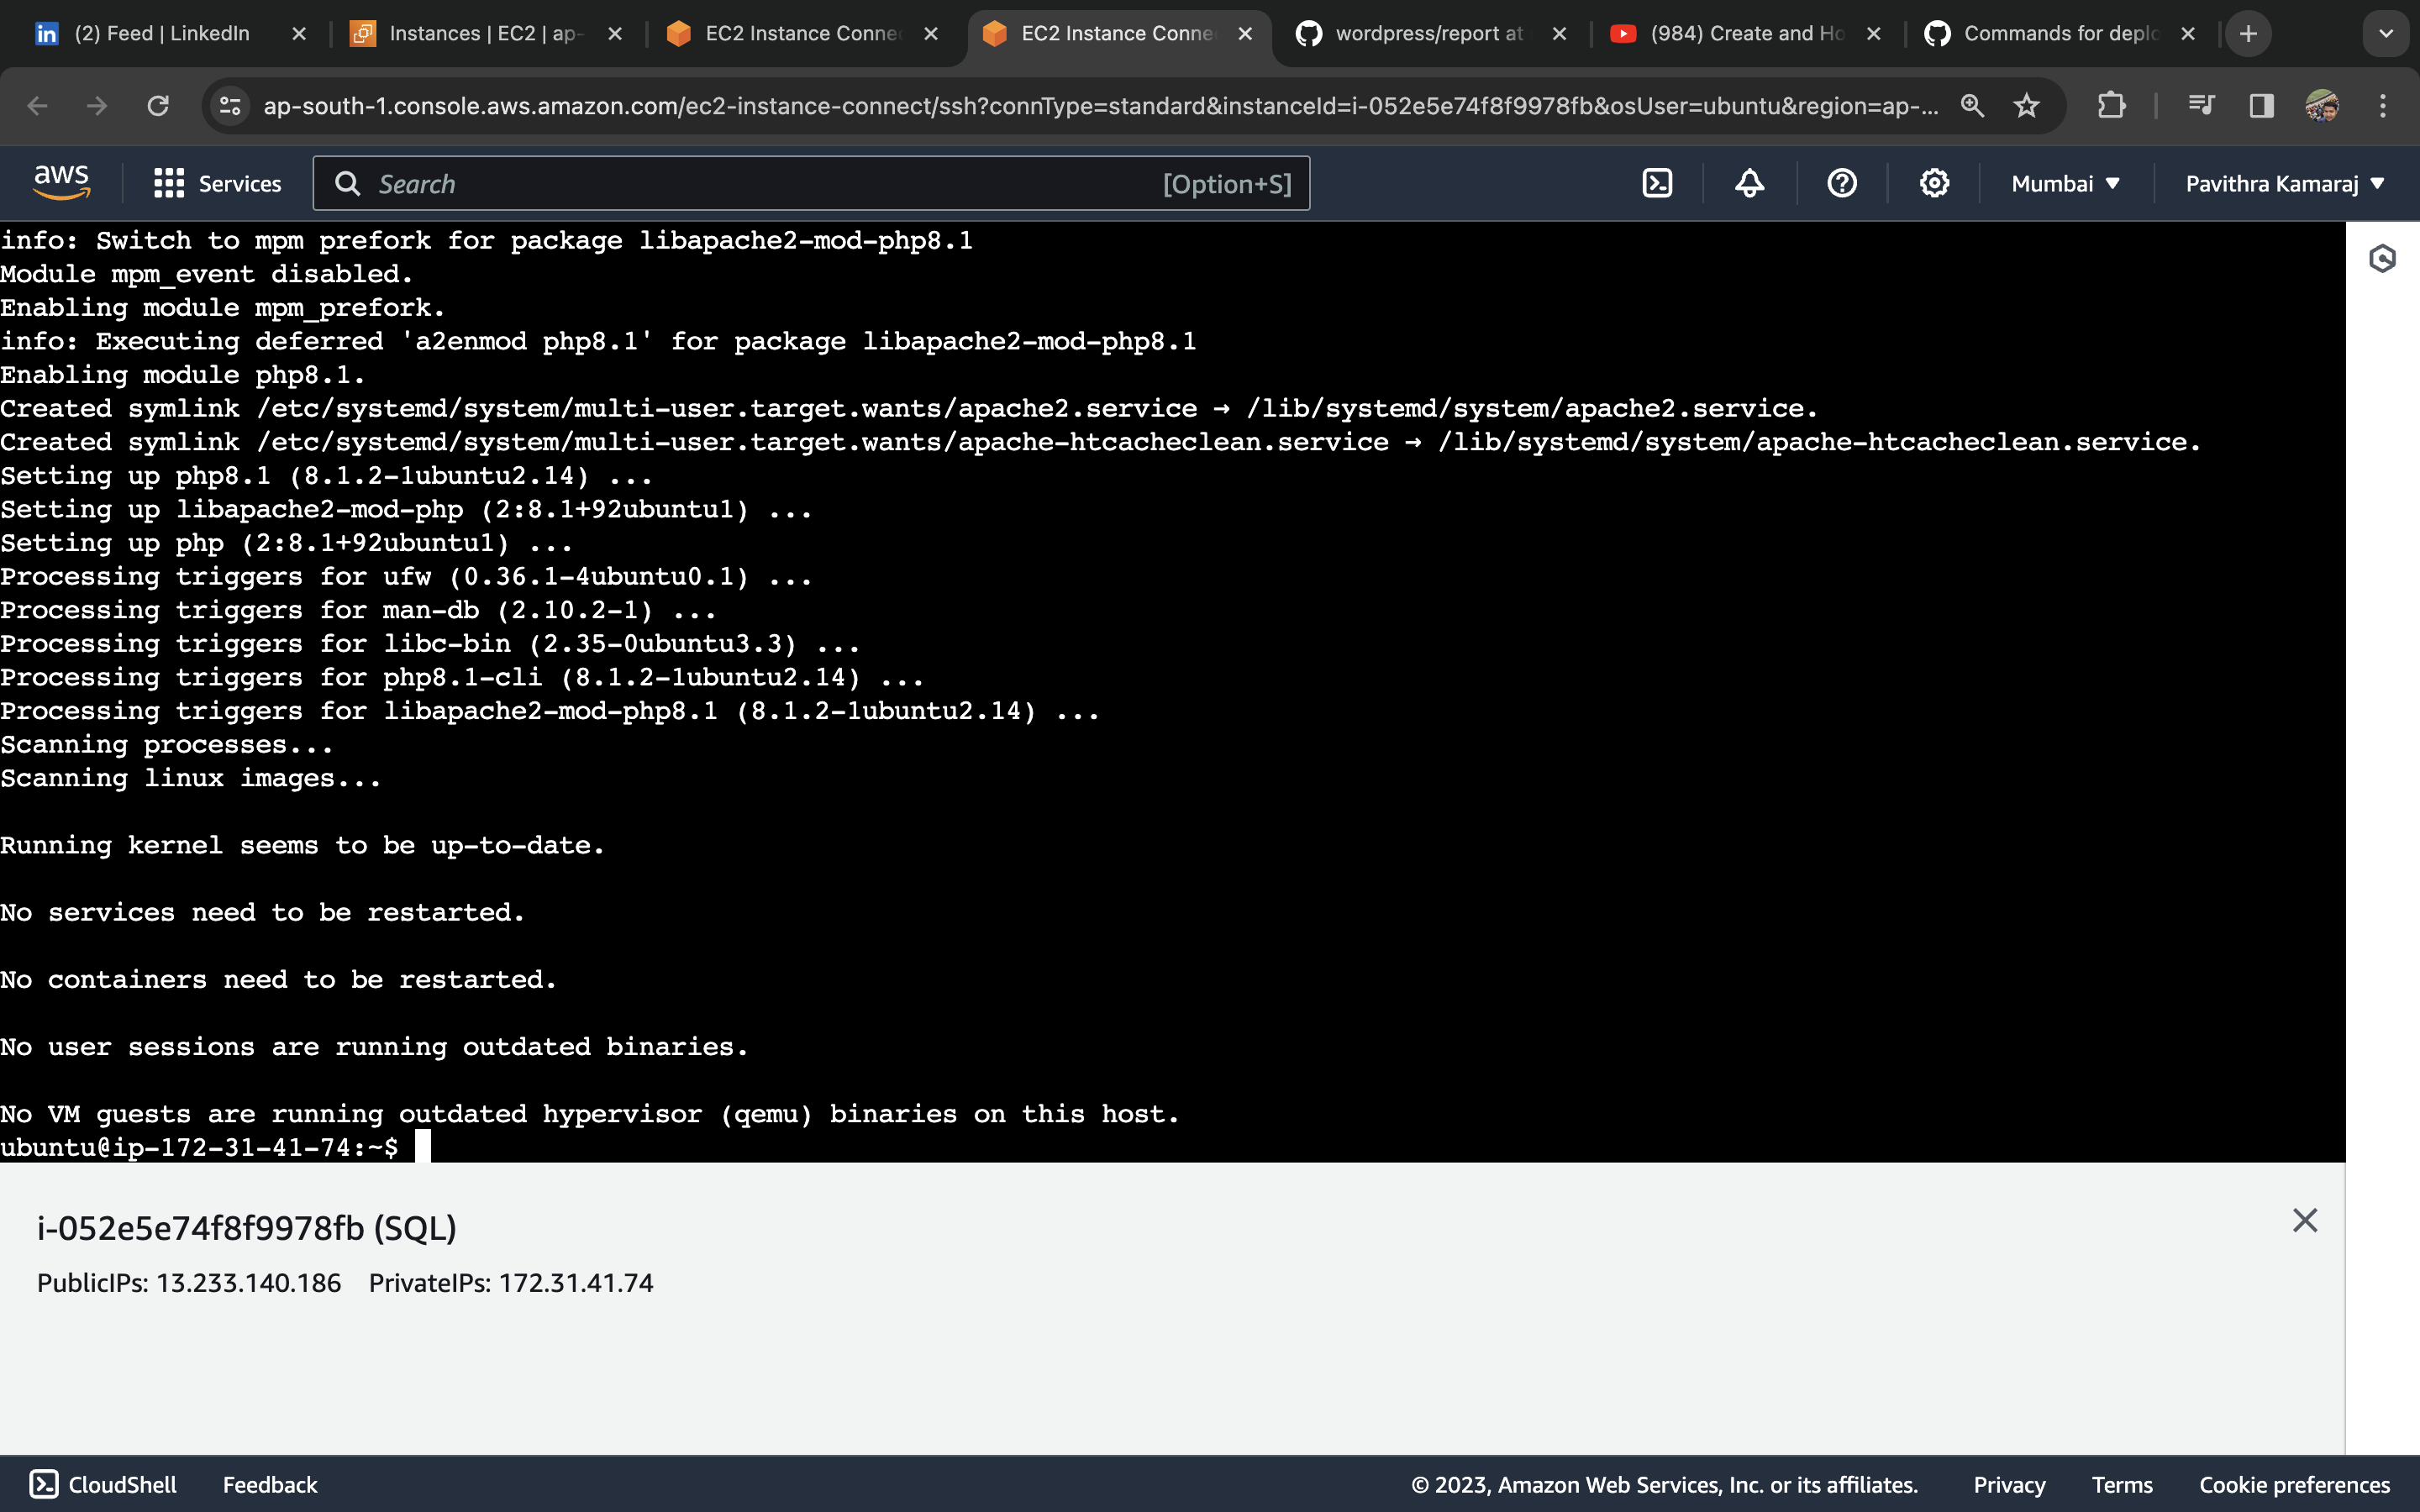 (2) Feed | LinkedIn
Instances | EC2 | ap-
EC2 Instance Conne
EC2 Instance Conne
wordpress/report at
(984) Create and Ho
Commands for deplo
ap-south-1.console.aws.amazon.com/ec2-instance-connect/ssh?connType=standard&instanceId=i-052e5e74f8f9978fb&osUser=ubuntu&region=ap-...
aws
Services
Search
[Option+S]
Mumbai
Pavithra Kamaraj
info: Switch to mpm prefork for package libapache2-mod-php8.1
Module mpm_event disabled.
Enabling module mpm_prefork.
info: Executing deferred 'a2enmod php8.1' for package libapache2-mod-php8.1
Enabling module php8.1.
Created symlink /etc/systemd/system/multi-user.target.wants/apache2.service → /lib/systemd/system/apache2.service.
Created symlink /etc/systemd/system/multi-user.target.wants/apache-htcacheclean.service → /lib/systemd/system/apache-htcacheclean.service.
Setting up php8.1 (8.1.2-1ubuntu2.14) ...
Setting up libapache2-mod-php (2:8.1+92ubuntu1) ...
Setting up php (2:8.1+92ubuntu1) ...
Processing triggers for ufw (0.36.1-4ubuntu0.1) ...
Processing triggers for man-db (2.10.2-1) ...
Processing triggers for libc-bin (2.35-0ubuntu3.3) ...
Processing triggers for php8.1-cli (8.1.2-1ubuntu2.14) ...
Processing triggers for libapache2-mod-php8.1 (8.1.2-1ubuntu2.14) ...
Scanning processes...
Scanning linux images...
Running kernel seems to be up-to-date.
No services need to be restarted.
No containers need to be restarted.
No user sessions are running outdated binaries.
No VM guests are running outdated hypervisor (qemu) binaries on this host.
ubuntu@ip-172-31-41-74:~$
i-052e5e74f8f9978fb (SQL)
PublicIPs: 13.233.140.186 PrivateIPs: 172.31.41.74
CloudShell
Feedback
© 2023, Amazon Web Services, Inc. or its affiliates.
Privacy
Terms
Cookie preferences